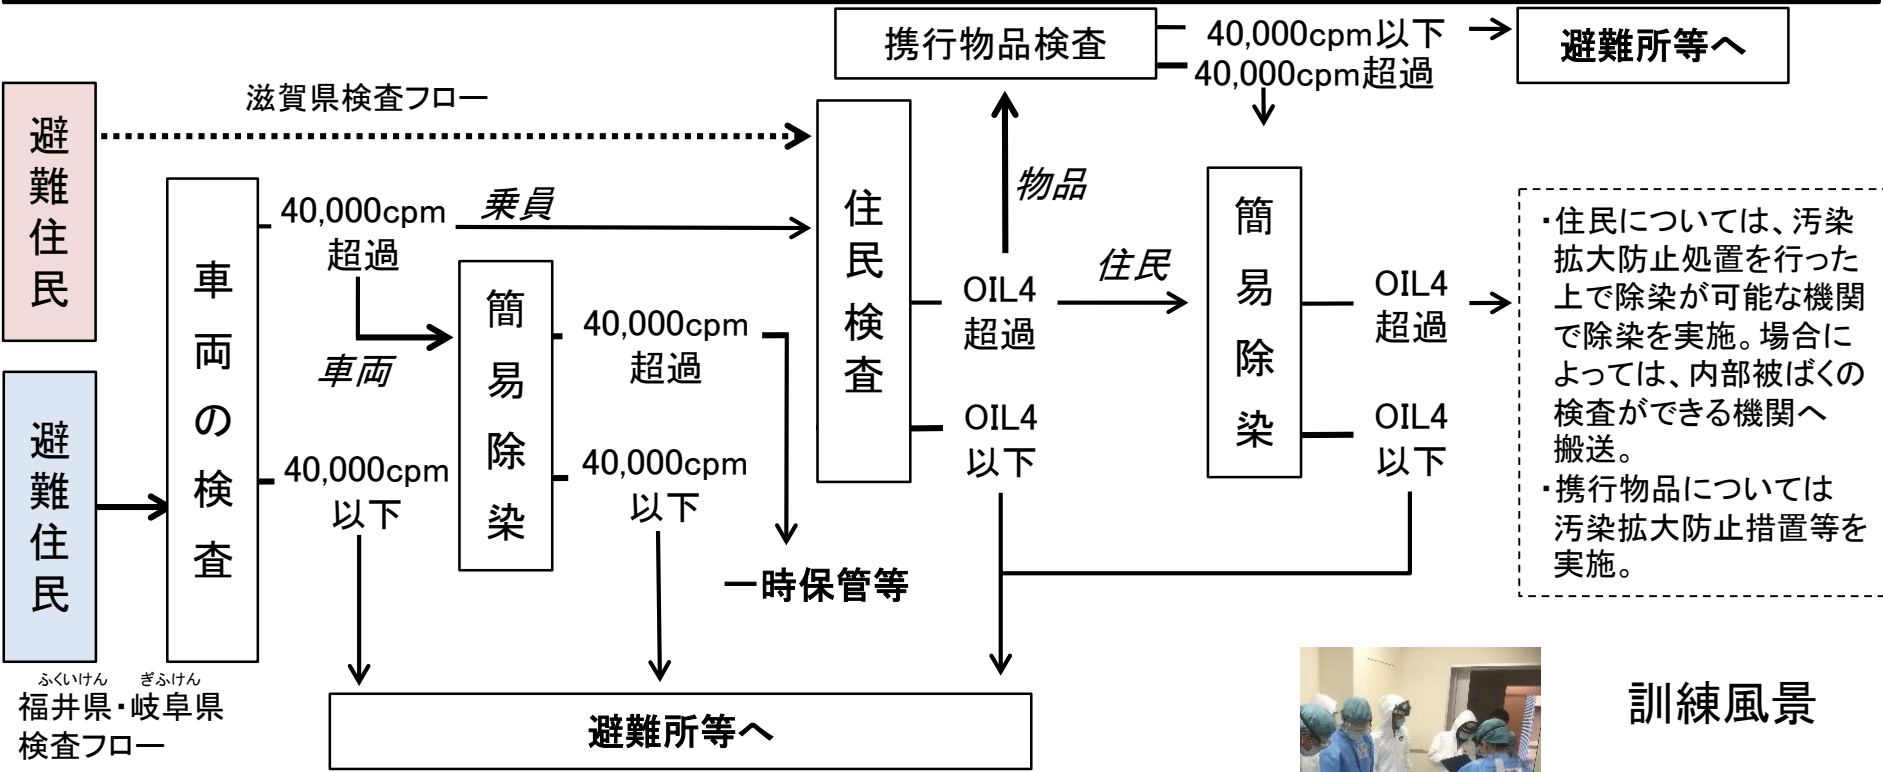 携行物品検査
40,000cpm以下
40,000cpm超過
避難所等へ
滋賀県検査フロー
避難住民
車両の検査
40,000cpm
超過
乗員
車両
40,000cpm
以下
簡易除染
40,000cpm
超過
40,000cpm
以下
一時保管等
住民検査
物品
OIL4
超過
住民
OIL4
以下
簡易除染
OIL4
超過
OIL4
以下
・住民については、汚染
拡大防止処置を行った
上で除染が可能な機関
で除染を実施。場合に
よっては、内部被ばくの
検査ができる機関へ
搬送。
・携行物品については
汚染拡大防止措置等を
実施。
避難住民
ふくいけん ぎふけん
福井県・岐阜県
検査フロー
避難所等へ
訓練風景